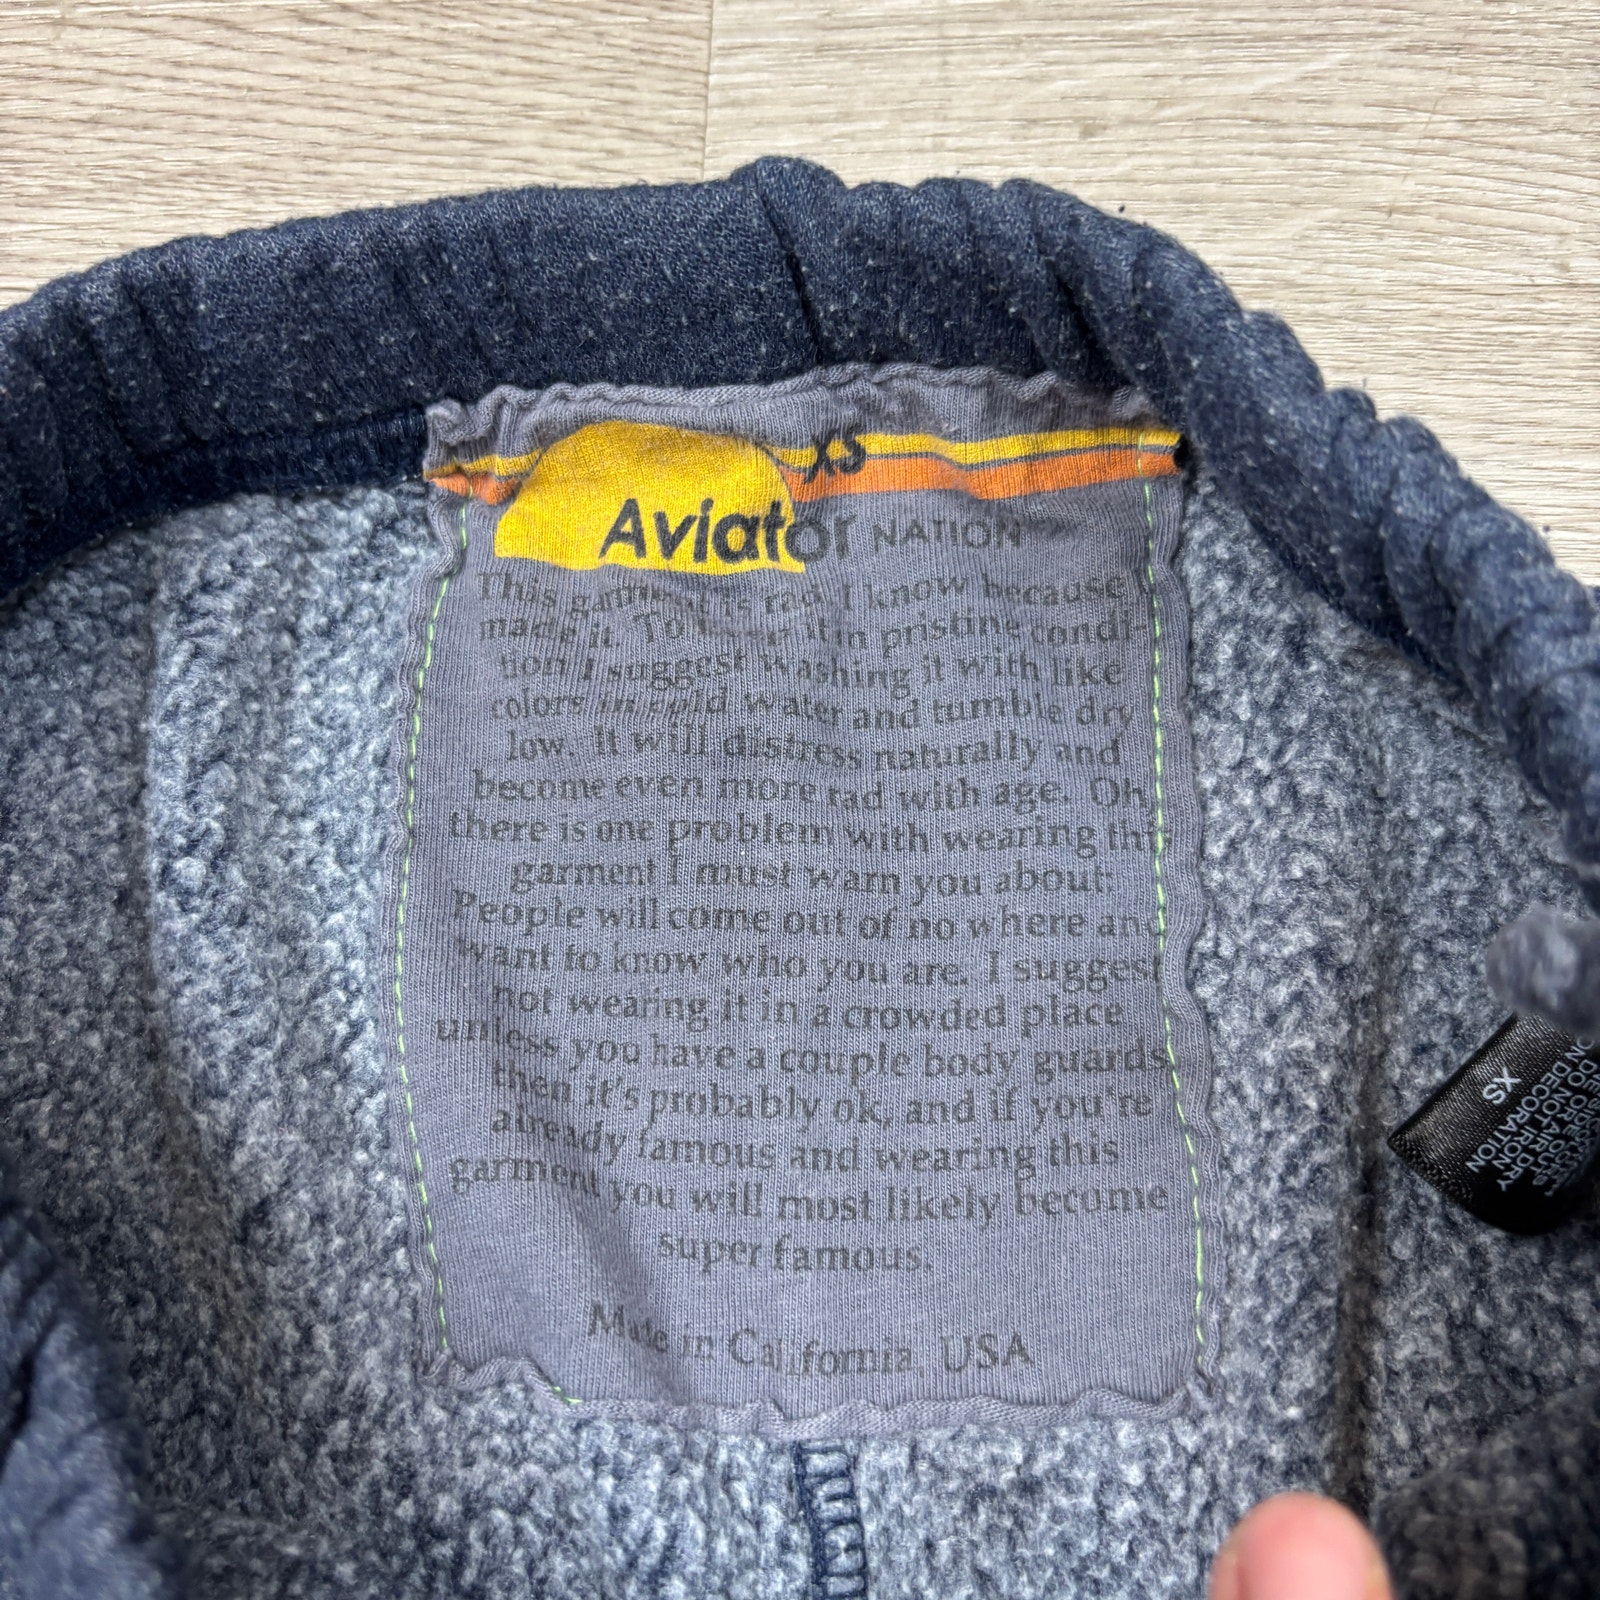 XS
Aviator NATION
This garment is rad. I know because I
made it. To keep it in pristine condi-
tion I suggest washing it with like
colors in cold water and tumble dry
low. It will distress naturally and
become even more rad with age. Oh
there is one problem with wearing this
garment I must warn you about:
People will come out of no where and
want to know who you are. I suggest
not wearing it in a crowded place
unless you have a couple body guards
then it's probably ok, and if you're
already famous and wearing this
garment you will most likely become
super famous.
Made in California, USA
DO NOT IRON
ON DECORATION
XS